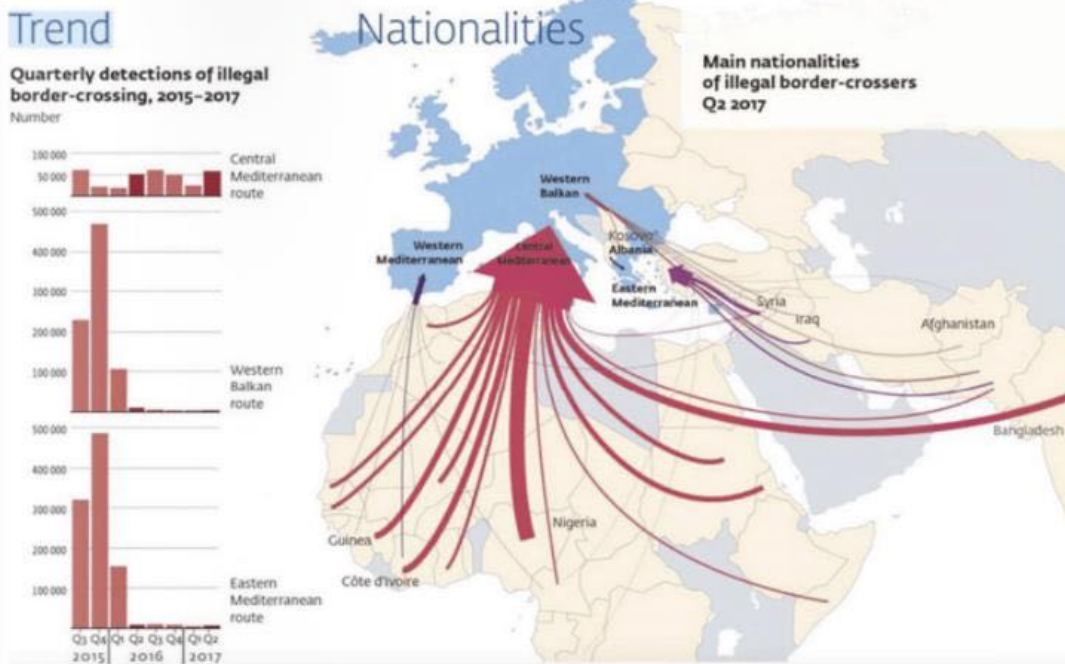 Trend
Quarterly detections of illegal
border-crossing, 2015–2017
Number
100 000
50 000
Central
Mediterranean
route
500 000
400 000
300 000
200 000
100 000
Western
Balkan
route
500 000
400 000
300 000
200 000
100 000
Eastern
Mediterranean
route
Q3 Q4 Q1 Q2 Q3 Q4 Q1 Q2
2015 2016 2017
Nationalities
Main nationalities
of illegal border-crossers
Q2 2017
Western
Balkan
Western
Mediterranean
Central
Mediterranean
Kosovo*
Albania
Eastern
Mediterranean
Syria
Iraq
Afghanistan
Bangladesh
Nigeria
Guinea
Côte d'Ivoire